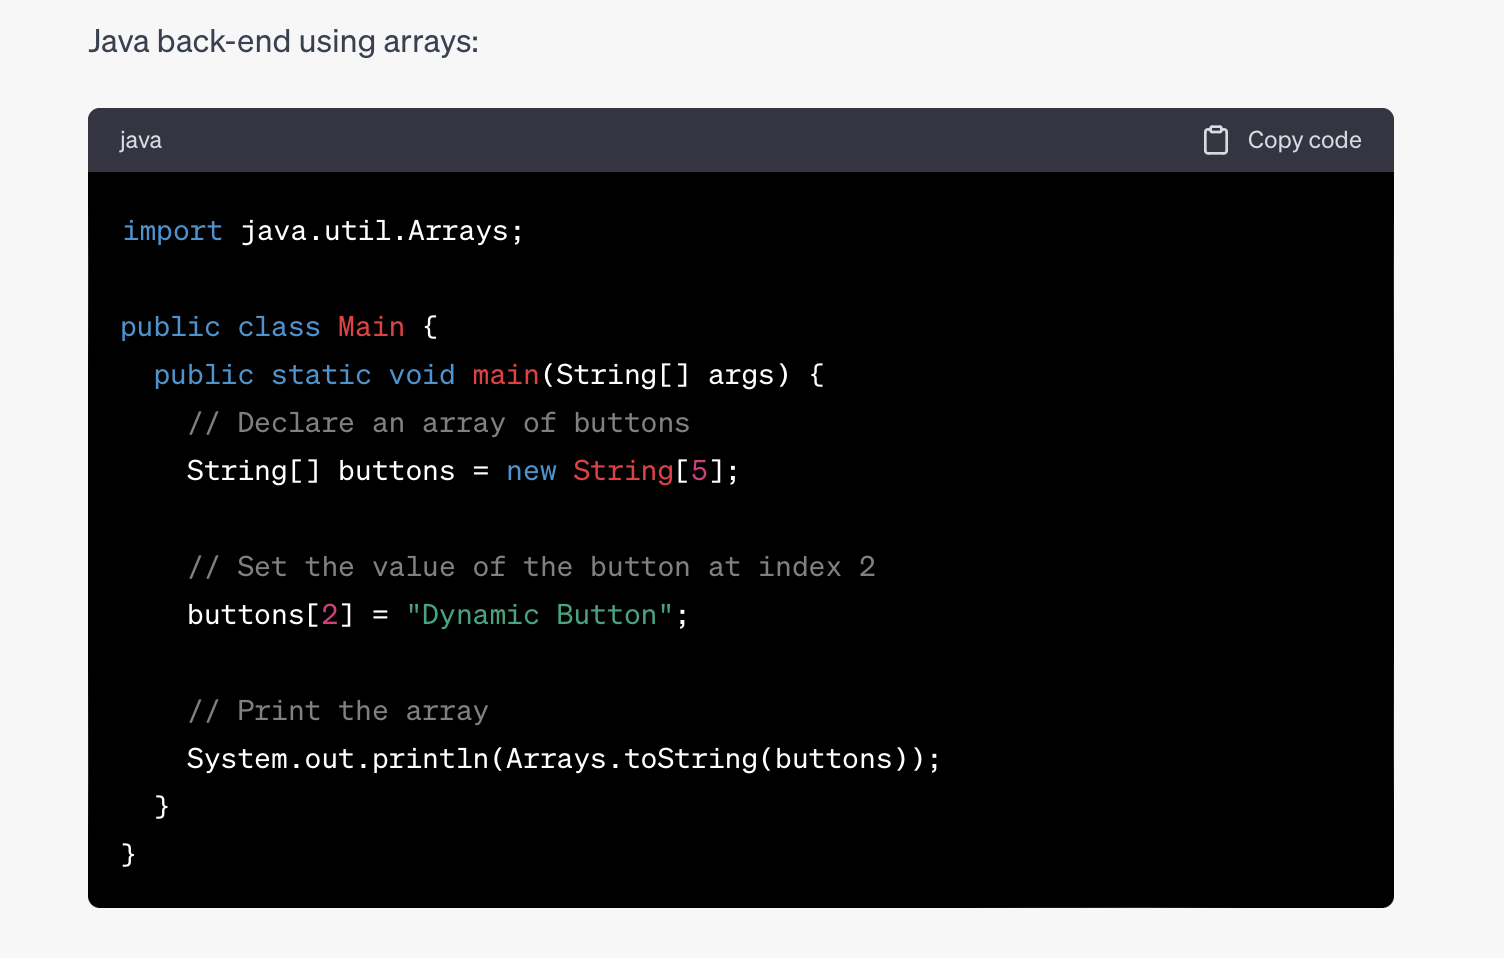 Java back-end using arrays:
java
Copy code
import java.util.Arrays;
public class Main {
public static void main(String[] args) {
// Declare an array of buttons
String[] buttons = new String[5];
// Set the value of the button at index 2
buttons[2] = "Dynamic Button";
// Print the array
System.out.println(Arrays.toString(buttons));
}
}